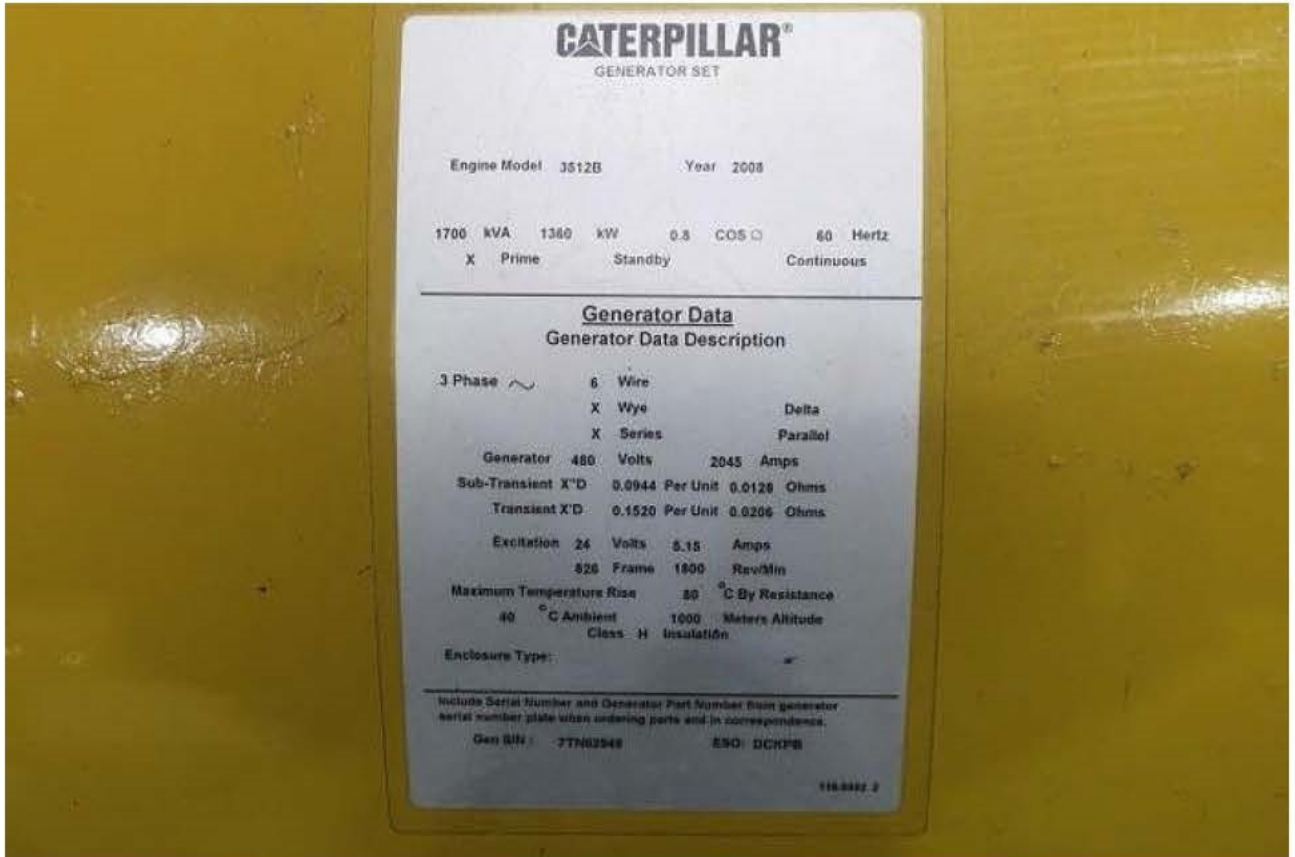 CATERPILLAR®
GENERATOR SET
Engine Model 3512B Year 2008
1700 kVA 1360 kW 0.8 COS ∅ 60 Hertz
X Prime Standby Continuous
Generator Data
Generator Data Description
3 Phase ~ 6 Wire
X Wye Delta
X Series Parallel
Generator 480 Volts 2045 Amps
Sub-Transient X"D 0.0944 Per Unit 0.0128 Ohms
Transient X'D 0.1520 Per Unit 0.0206 Ohms
Excitation 24 Volts 5.15 Amps
826 Frame 1800 Rev/Min
Maximum Temperature Rise 80 °C By Resistance
40 °C Ambient 1000 Meters Altitude
Class H Insulation
Enclosure Type:
Include Serial Number and Generator Part Number from generator
serial number plate when ordering parts and in correspondence.
Gen S/N : ESO: DCKPB